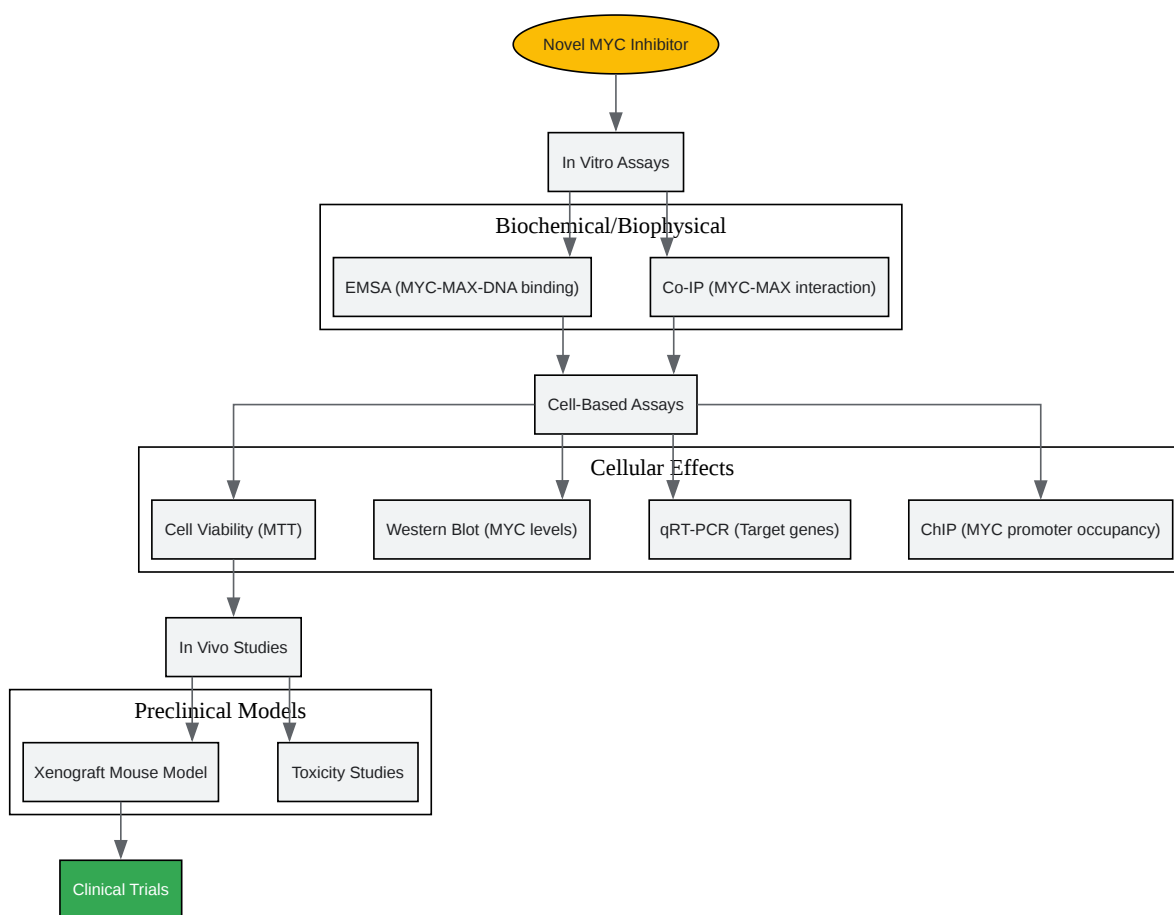 Novel MYC Inhibitor
In Vitro Assays
Biochemical/Biophysical
EMSA (MYC-MAX-DNA binding)
Co-IP (MYC-MAX interaction)
Cell-Based Assays
Cellular Effects
Cell Viability (MTT)
Western Blot (MYC levels)
qRT-PCR (Target genes)
ChIP (MYC promoter occupancy)
In Vivo Studies
Preclinical Models
Xenograft Mouse Model
Toxicity Studies
Clinical Trials